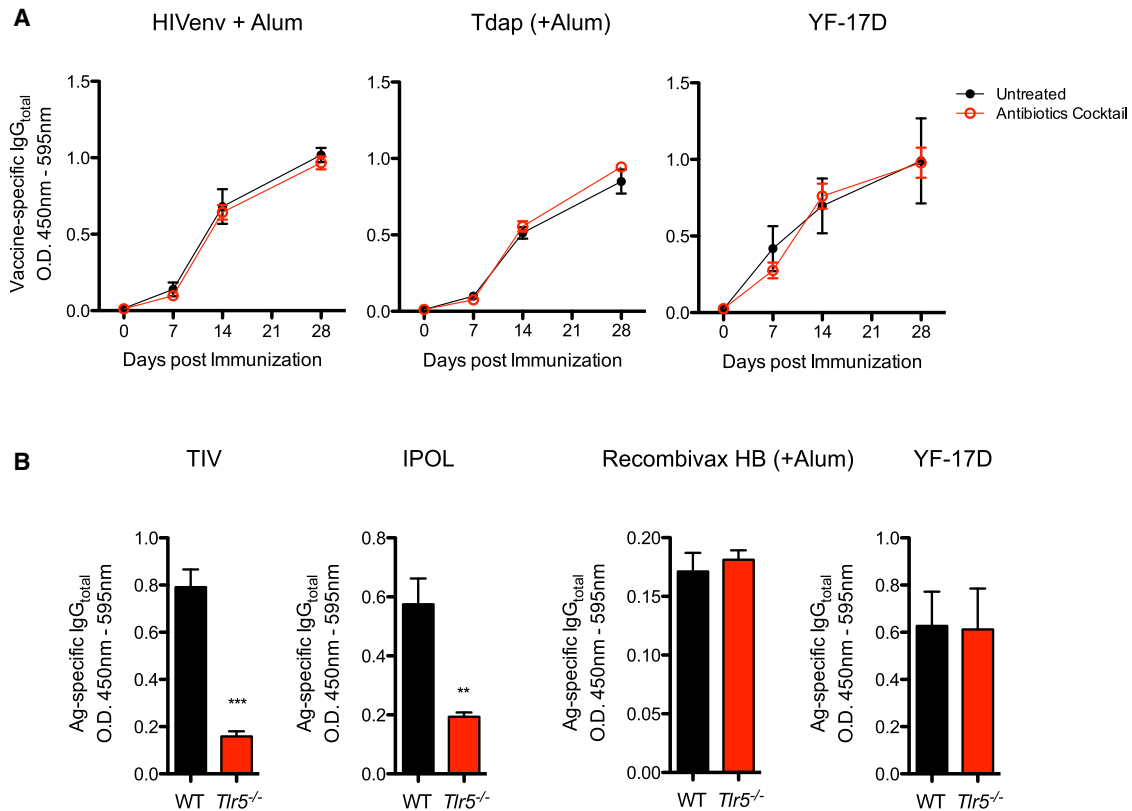 A
HIVenv + Alum
Tdap (+Alum)
YF-17D
Vaccine-specific IgGtotal
O.D. 450nm - 595nm
1.5
1.0
0.5
0.0
0 7 14 21 28
Days post Immunization
1.5
1.0
0.5
0.0
0 7 14 21 28
Days post Immunization
1.5
1.0
0.5
0.0
0 7 14 21 28
Days post Immunization
Untreated
Antibiotics Cocktail
B
TIV
IPOL
Recombivax HB (+Alum)
YF-17D
Ag-specific IgGtotal
O.D. 450nm - 595nm
1.0
0.8
0.6
0.4
0.2
0.0
***
WT Tlr5-/-
Ag-specific IgGtotal
O.D. 450nm - 595nm
0.8
0.6
0.4
0.2
0.0
**
WT Tlr5-/-
Ag-specific IgGtotal
O.D. 450nm - 595nm
0.20
0.15
0.10
0.05
0.00
WT Tlr5-/-
Ag-specific IgGtotal
O.D. 450nm - 595nm
1.0
0.8
0.6
0.4
0.2
0.0
WT Tlr5-/-